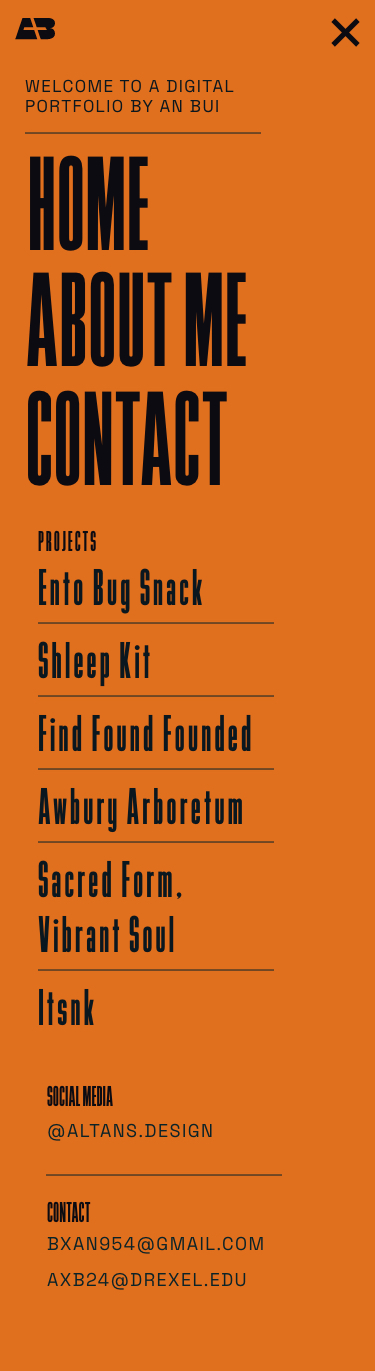 AB
WELCOME TO A DIGITAL
PORTFOLIO BY AN BUI
HOME
ABOUT ME
CONTACT
PROJECTS
Ento Bug Snack
Shleep Kit
Find Found Founded
Awbury Arboretum
Sacred Form,
Vibrant Soul
Itsnk
SOCIAL MEDIA
@ALTANS.DESIGN
CONTACT
BXAN954@GMAIL.COM
AXB24@DREXEL.EDU